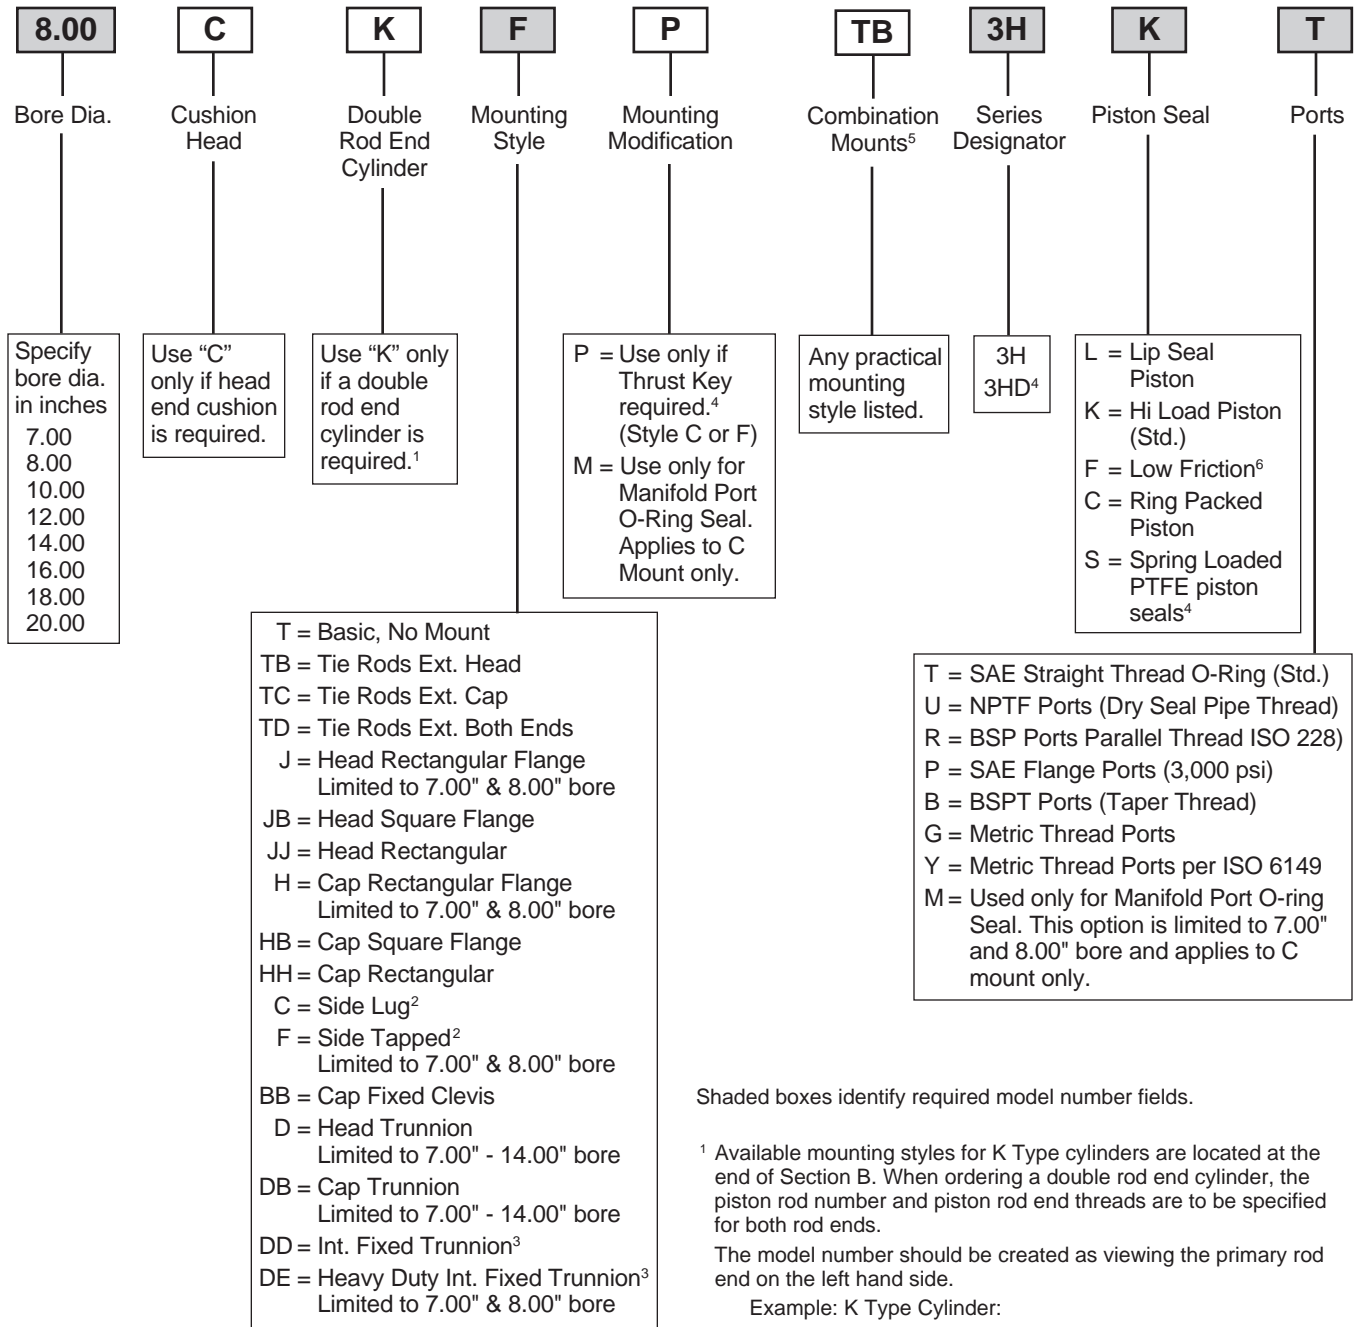 8.00 C K F P TB 3H K T
Bore Dia.
Cushion
Head
Double
Rod End
Cylinder
Mounting
Style
Mounting
Modification
Combination
Mounts⁵
Series
Designator
Piston Seal
Ports
Specify
bore dia.
in inches
7.00
8.00
10.00
12.00
14.00
16.00
18.00
20.00
Use “C”
only if head
end cushion
is required.
Use “K” only
if a double
rod end
cylinder is
required.¹
P = Use only if
Thrust Key
required.⁴
(Style C or F)
M = Use only for
Manifold Port
O-Ring Seal.
Applies to C
Mount only.
Any practical
mounting
style listed.
3H
3HD⁴
L = Lip Seal
Piston
K = Hi Load Piston
(Std.)
F = Low Friction⁶
C = Ring Packed
Piston
S = Spring Loaded
PTFE piston
seals⁴
T = Basic, No Mount
TB = Tie Rods Ext. Head
TC = Tie Rods Ext. Cap
TD = Tie Rods Ext. Both Ends
J = Head Rectangular Flange
Limited to 7.00" & 8.00" bore
JB = Head Square Flange
JJ = Head Rectangular
H = Cap Rectangular Flange
Limited to 7.00" & 8.00" bore
HB = Cap Square Flange
HH = Cap Rectangular
C = Side Lug²
F = Side Tapped²
Limited to 7.00" & 8.00" bore
BB = Cap Fixed Clevis
D = Head Trunnion
Limited to 7.00" - 14.00" bore
DB = Cap Trunnion
Limited to 7.00" - 14.00" bore
DD = Int. Fixed Trunnion³
DE = Heavy Duty Int. Fixed Trunnion³
Limited to 7.00" & 8.00" bore
T = SAE Straight Thread O-Ring (Std.)
U = NPTF Ports (Dry Seal Pipe Thread)
R = BSP Ports Parallel Thread ISO 228)
P = SAE Flange Ports (3,000 psi)
B = BSPT Ports (Taper Thread)
G = Metric Thread Ports
Y = Metric Thread Ports per ISO 6149
M = Used only for Manifold Port O-ring
Seal. This option is limited to 7.00"
and 8.00" bore and applies to C
mount only.
Shaded boxes identify required model number fields.
¹ Available mounting styles for K Type cylinders are located at the
end of Section B. When ordering a double rod end cylinder, the
piston rod number and piston rod end threads are to be specified
for both rod ends.
The model number should be created as viewing the primary rod
end on the left hand side.
Example: K Type Cylinder: